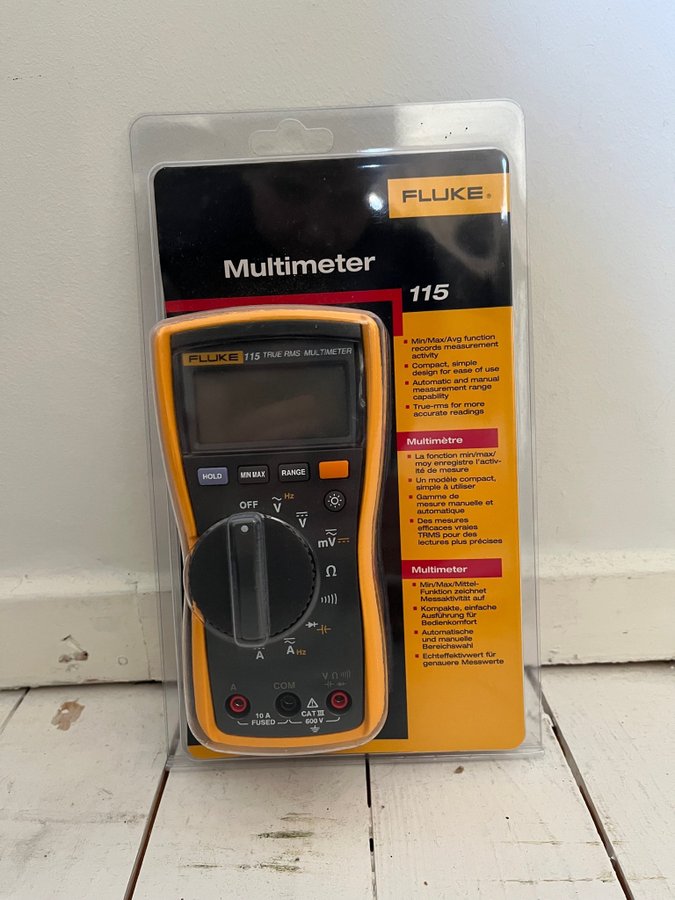 FLUKE®
Multimeter
115
Min/Max/Avg function
records measurement
activity
Compact, simple
design for ease of use
Automatic and manual
measurement range
capability
True-rms for more
accurate readings
Multimètre
La fonction min/max/
moy enregistre l'activ-
ité de mesure
Un modèle compact,
simple à utiliser
Gamme de
mesure manuelle et
automatique
Des mesures
efficaces vraies
TRMS pour des
lectures plus précises
Multimeter
Min/Max/Mittel-
Funktion zeichnet
Messaktivität auf
Kompakte, einfache
Ausführung für
Bedienkomfort
Automatische
und manuelle
Bereichswahl
Echteffektivwert für
genauere Messwerte
FLUKE 115 TRUE RMS MULTIMETER
HOLD MIN MAX RANGE
OFF V Hz
V
mV
Ω
A A Hz
A COM V Ω
10 A
FUSED
CAT III
600 V